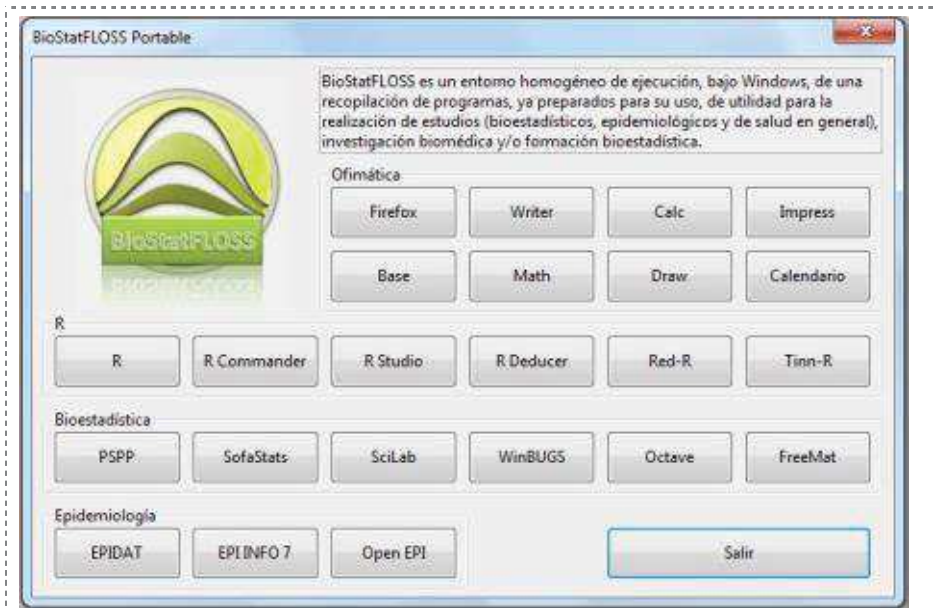 BioStatFLOSS Portable
BioStatFLOSS es un entorno homogéneo de ejecución, bajo Windows, de una
recopilación de programas, ya preparados para su uso, de utilidad para la
realización de estudios (bioestadísticos, epidemiológicos y de salud en general),
investigación biomédica y/o formación bioestadística.
BioStatFLOSS
Ofimática
Firefox Writer Calc Impress
Base Math Draw Calendario
R
R R Commander R Studio R Deducer Red-R Tinn-R
Bioestadística
PSPP SofaStats SciLab WinBUGS Octave FreeMat
Epidemiología
EPIDAT EPI INFO 7 Open EPI Salir